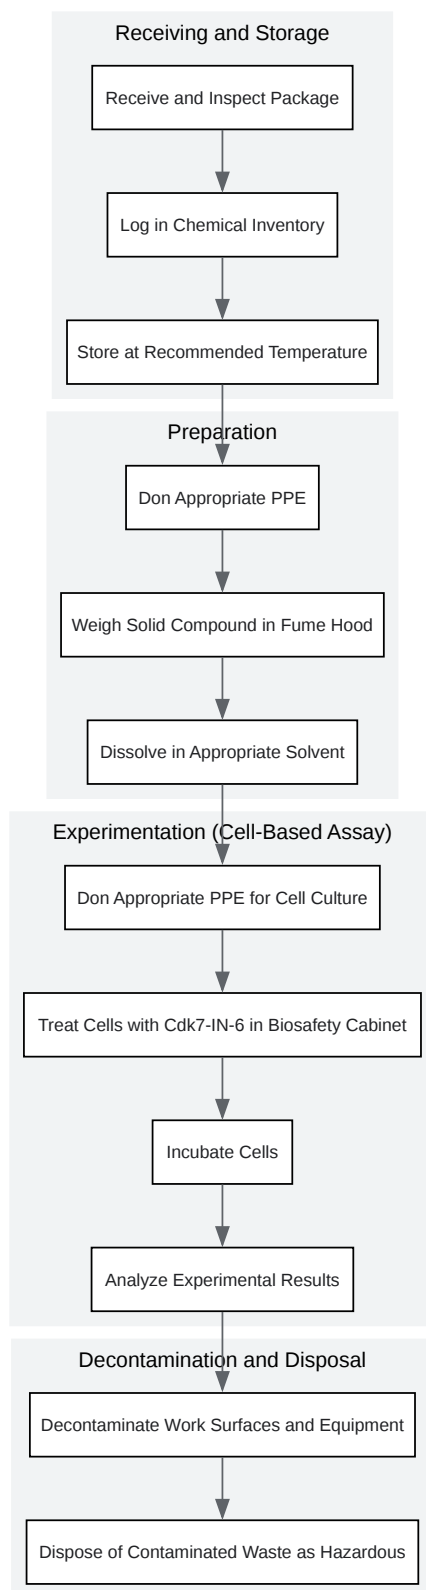 Receiving and Storage
Receive and Inspect Package
Log in Chemical Inventory
Store at Recommended Temperature
Preparation
Don Appropriate PPE
Weigh Solid Compound in Fume Hood
Dissolve in Appropriate Solvent
Experimentation (Cell-Based Assay)
Don Appropriate PPE for Cell Culture
Treat Cells with Cdk7-IN-6 in Biosafety Cabinet
Incubate Cells
Analyze Experimental Results
Decontamination and Disposal
Decontaminate Work Surfaces and Equipment
Dispose of Contaminated Waste as Hazardous